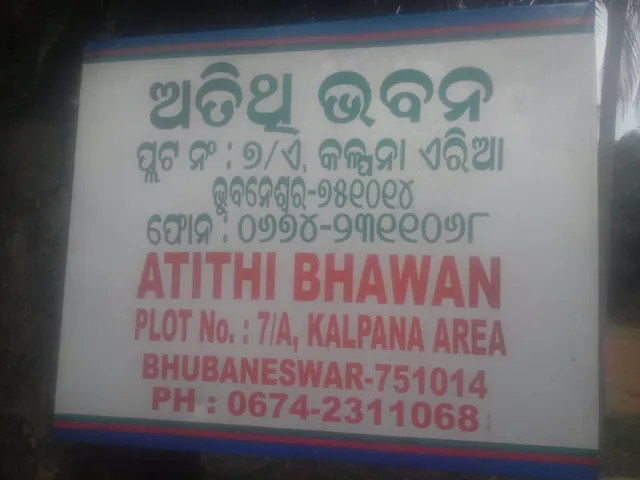 ଅତିଥି ଭବନ
ପ୍ଲଟ ନଂ : ୭/ଏ, କଳ୍ପନା ଏରିଆ
ଭୁବନେଶ୍ୱର-୭୫୧୦୧୪
ଫୋନ : ୦୬୭୪-୨୩୧୧୦୬୮
ATITHI BHAWAN
PLOT No. : 7/A, KALPANA AREA
BHUBANESWAR-751014
PH : 0674-2311068